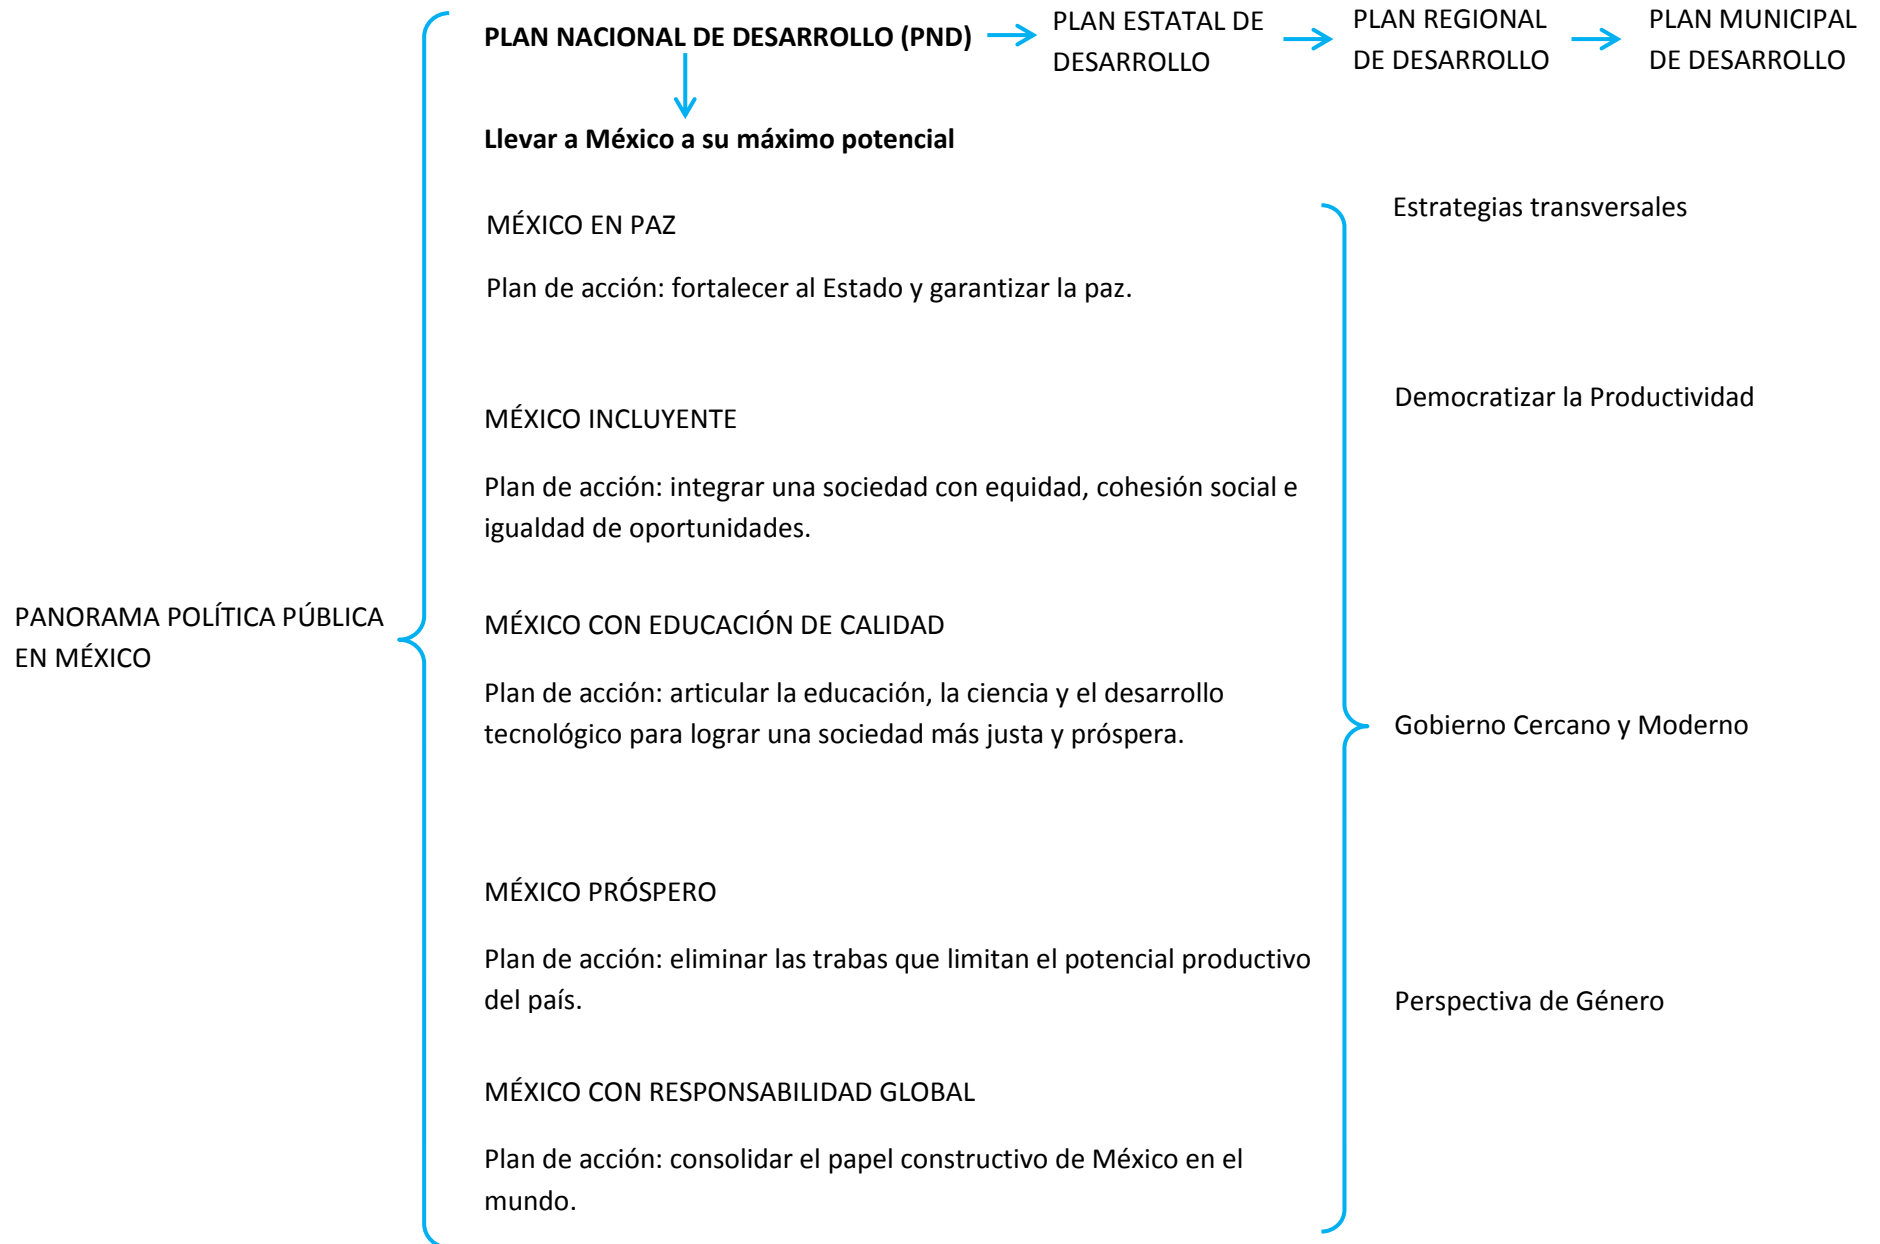 PLAN NACIONAL DE DESARROLLO (PND)
PLAN ESTATAL DE
DESARROLLO
PLAN REGIONAL
DE DESARROLLO
PLAN MUNICIPAL
DE DESARROLLO
Llevar a México a su máximo potencial
PANORAMA POLÍTICA PÚBLICA
EN MÉXICO
MÉXICO EN PAZ
Plan de acción: fortalecer al Estado y garantizar la paz.
MÉXICO INCLUYENTE
Plan de acción: integrar una sociedad con equidad, cohesión social e
igualdad de oportunidades.
MÉXICO CON EDUCACIÓN DE CALIDAD
Plan de acción: articular la educación, la ciencia y el desarrollo
tecnológico para lograr una sociedad más justa y próspera.
MÉXICO PRÓSPERO
Plan de acción: eliminar las trabas que limitan el potencial productivo
del país.
MÉXICO CON RESPONSABILIDAD GLOBAL
Plan de acción: consolidar el papel constructivo de México en el
mundo.
Estrategias transversales
Democratizar la Productividad
Gobierno Cercano y Moderno
Perspectiva de Género